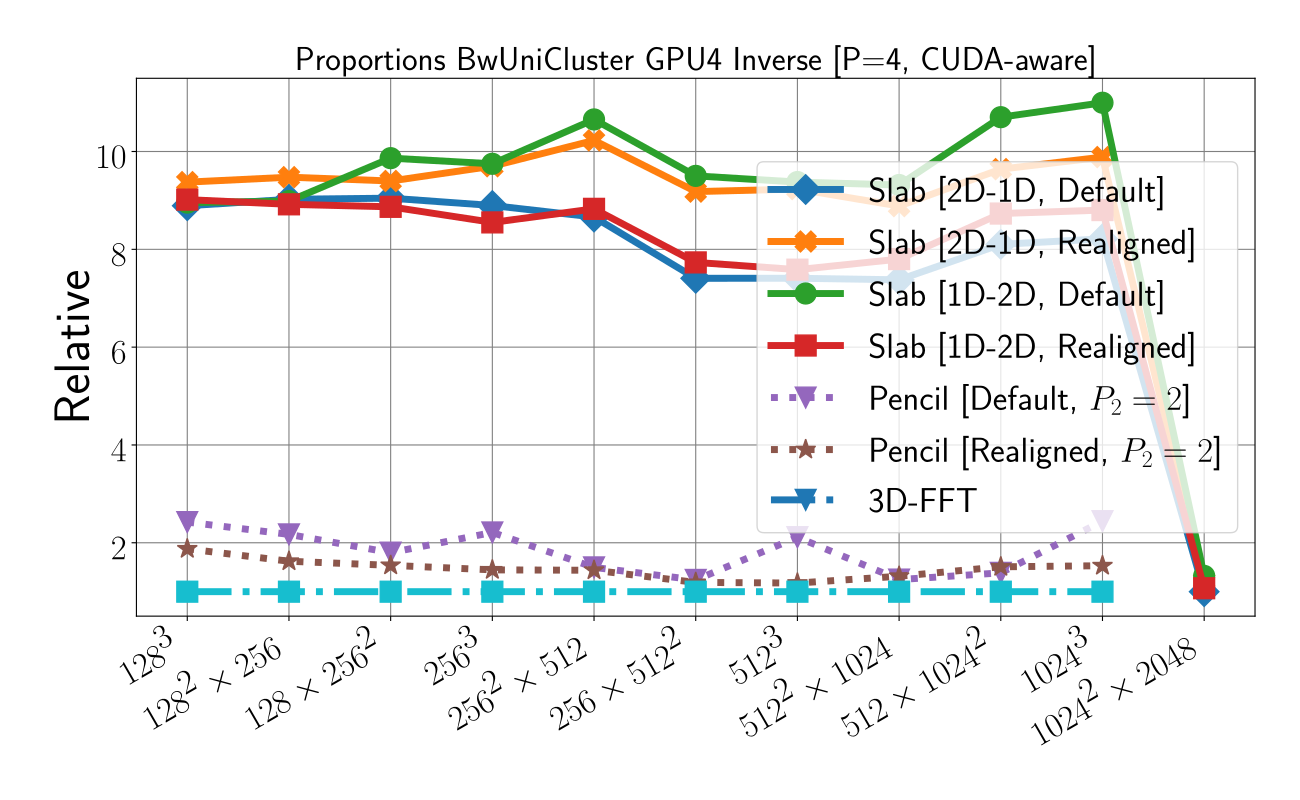 Proportions BwUniCluster GPU4 Inverse [P=4, CUDA-aware]
Relative
10
8
6
4
2
Slab [2D-1D, Default]
Slab [2D-1D, Realigned]
Slab [1D-2D, Default]
Slab [1D-2D, Realigned]
Pencil [Default, P₂ = 2]
Pencil [Realigned, P₂ = 2]
3D-FFT
128³
128² × 256
128 × 256²
256³
256² × 512
256 × 512²
512³
512² × 1024
512 × 1024²
1024³
1024² × 2048